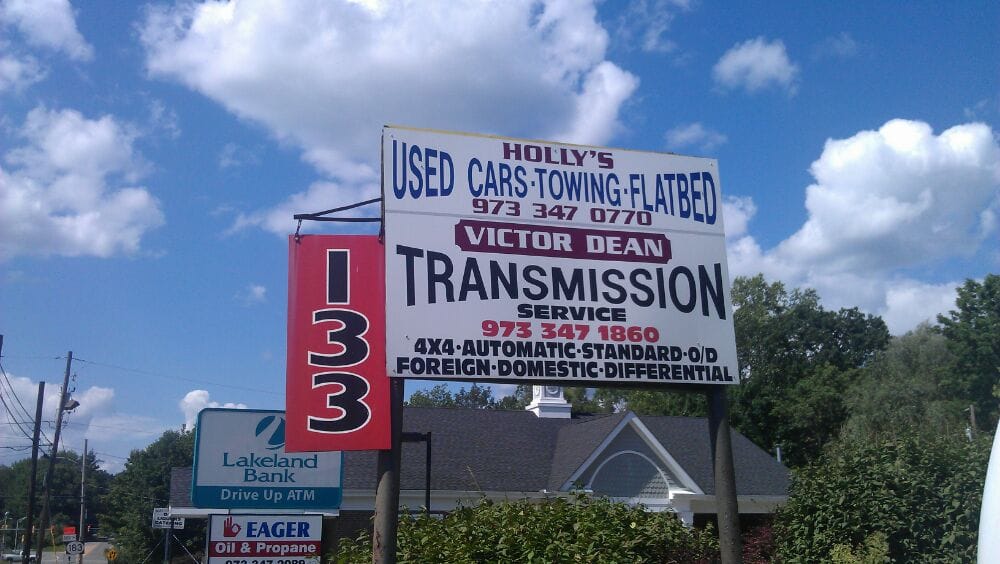 HOLLY'S
USED CARS·TOWING·FLATBED
973 347 0770
VICTOR DEAN
TRANSMISSION
SERVICE
973 347 1860
4X4·AUTOMATIC·STANDARD·O/D
FOREIGN·DOMESTIC·DIFFERENTIAL
133
Lakeland
Bank
Drive Up ATM
EAGER
Oil & Propane
183